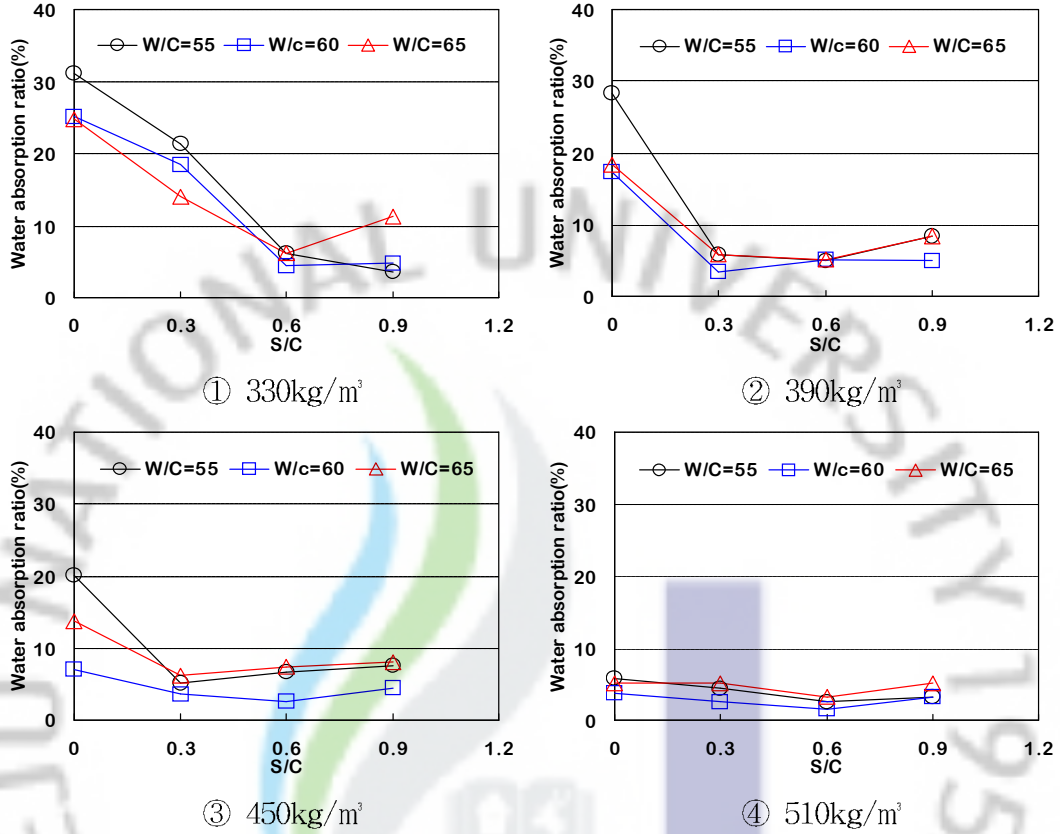 40
W/C=55 W/c=60 W/C=65
30
20
10
0
Water absorption ratio(%)
0 0.3 0.6 0.9 1.2
S/C
① 330kg/m³
40
W/C=55 W/c=60 W/C=65
30
20
10
0
Water absorption ratio(%)
0 0.3 0.6 0.9 1.2
S/C
② 390kg/m³
40
W/C=55 W/c=60 W/C=65
30
20
10
0
Water absorption ratio(%)
0 0.3 0.6 0.9 1.2
S/C
③ 450kg/m³
40
W/C=55 W/c=60 W/C=65
30
20
10
0
Water absorption ratio(%)
0 0.3 0.6 0.9 1.2
S/C
④ 510kg/m³
NATIONAL UNIVERSITY 195